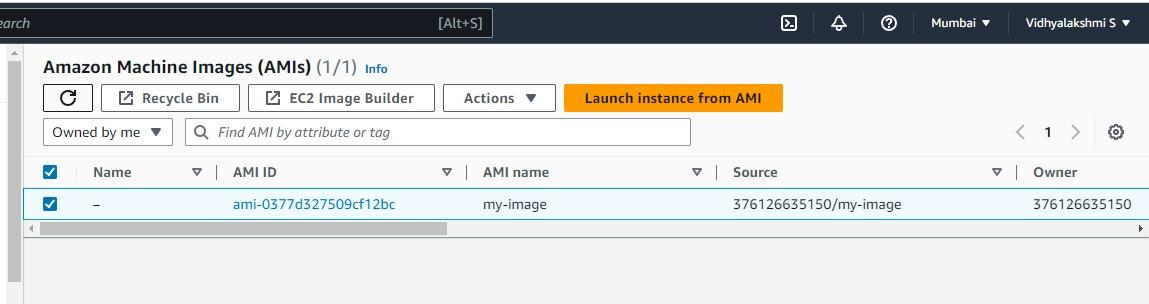 earch [Alt+S] Mumbai Vidhyalakshmi S
Amazon Machine Images (AMIs) (1/1) Info
Recycle Bin EC2 Image Builder Actions Launch instance from AMI
Owned by me Find AMI by attribute or tag 1
Name AMI ID AMI name Source Owner
– ami-0377d327509cf12bc my-image 376126635150/my-image 376126635150